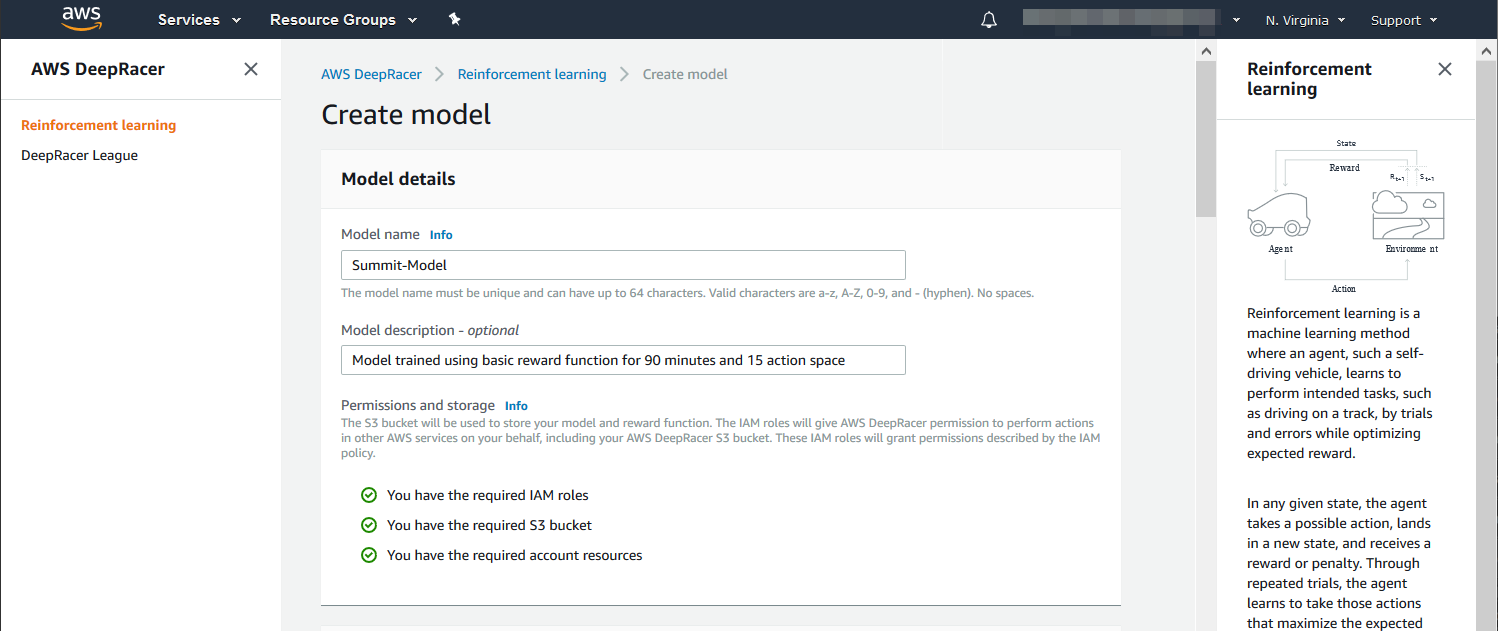 aws
Services
Resource Groups
N. Virginia
Support
AWS DeepRacer
Reinforcement learning
DeepRacer League
AWS DeepRacer
Reinforcement learning
Create model
Create model
Model details
Model name Info
Summit-Model
The model name must be unique and can have up to 64 characters. Valid characters are a-z, A-Z, 0-9, and - (hyphen). No spaces.
Model description - optional
Model trained using basic reward function for 90 minutes and 15 action space
Permissions and storage Info
The S3 bucket will be used to store your model and reward function. The IAM roles will give AWS DeepRacer permission to perform actions
in other AWS services on your behalf, including your AWS DeepRacer S3 bucket. These IAM roles will grant permissions described by the IAM
policy.
You have the required IAM roles
You have the required S3 bucket
You have the required account resources
Reinforcement
learning
State
Reward
R t+1 S t+1
Agent
Environme nt
Action
Reinforcement learning is a
machine learning method
where an agent, such a self-
driving vehicle, learns to
perform intended tasks, such
as driving on a track, by trials
and errors while optimizing
expected reward.
In any given state, the agent
takes a possible action, lands
in a new state, and receives a
reward or penalty. Through
repeated trials, the agent
learns to take those actions
that maximize the expected